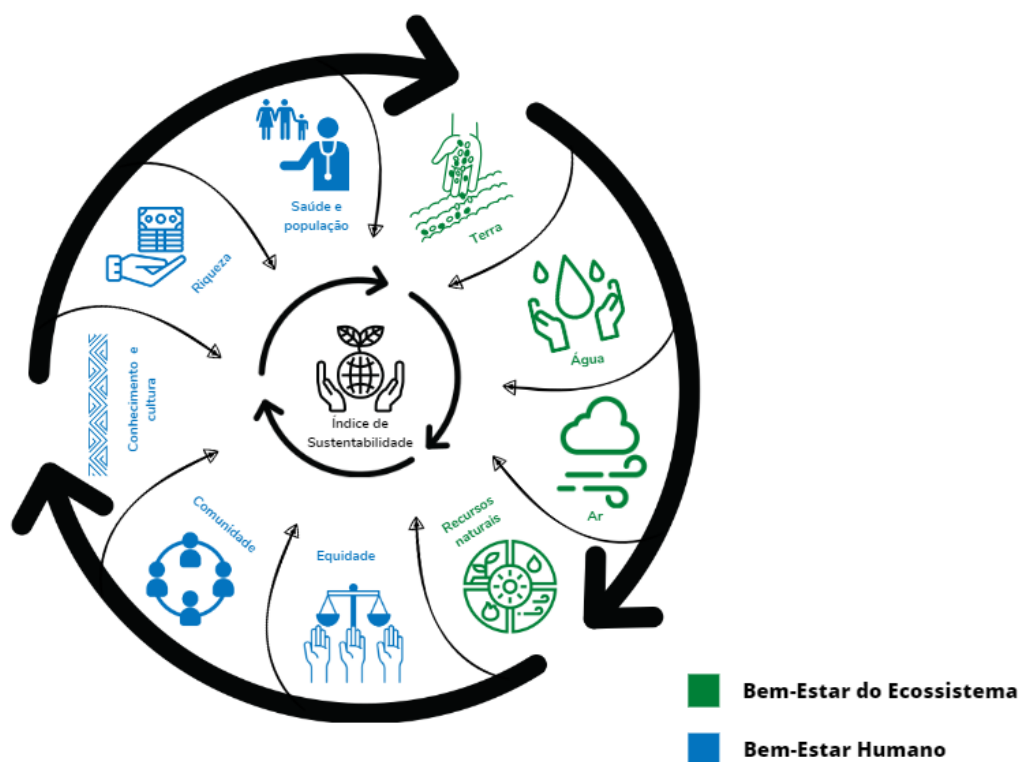 Saúde e
população
Terra
Riqueza
Água
Conhecimento e
cultura
Índice de
Sustentabilidade
Ar
Comunidade
Recursos
naturais
Equidade
Bem-Estar do Ecossistema
Bem-Estar Humano